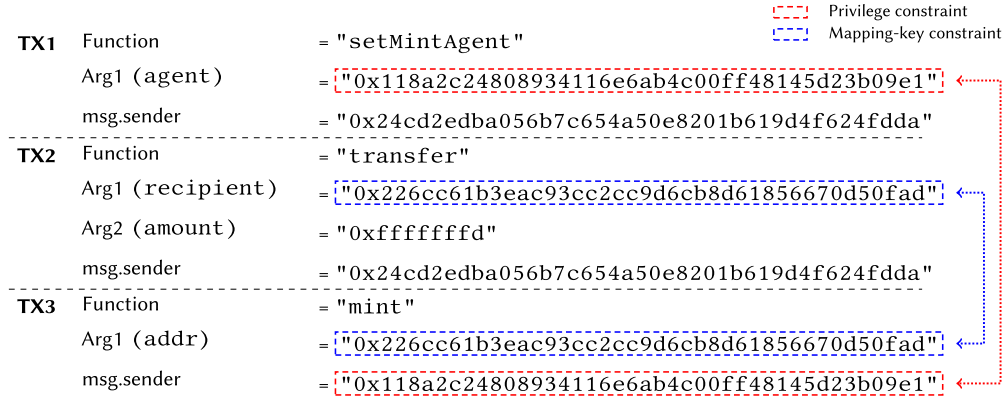 Privilege constraint
Mapping-key constraint
TX1 Function = "setMintAgent"
Arg1 (agent) = "0x118a2c24808934116e6ab4c00ff48145d23b09e1"
msg.sender = "0x24cd2edba056b7c654a50e8201b619d4f624fdda"
TX2 Function = "transfer"
Arg1 (recipient) = "0x226cc61b3eac93cc2cc9d6cb8d61856670d50fad"
Arg2 (amount) = "0xfffffffd"
msg.sender = "0x24cd2edba056b7c654a50e8201b619d4f624fdda"
TX3 Function = "mint"
Arg1 (addr) = "0x226cc61b3eac93cc2cc9d6cb8d61856670d50fad"
msg.sender = "0x118a2c24808934116e6ab4c00ff48145d23b09e1"